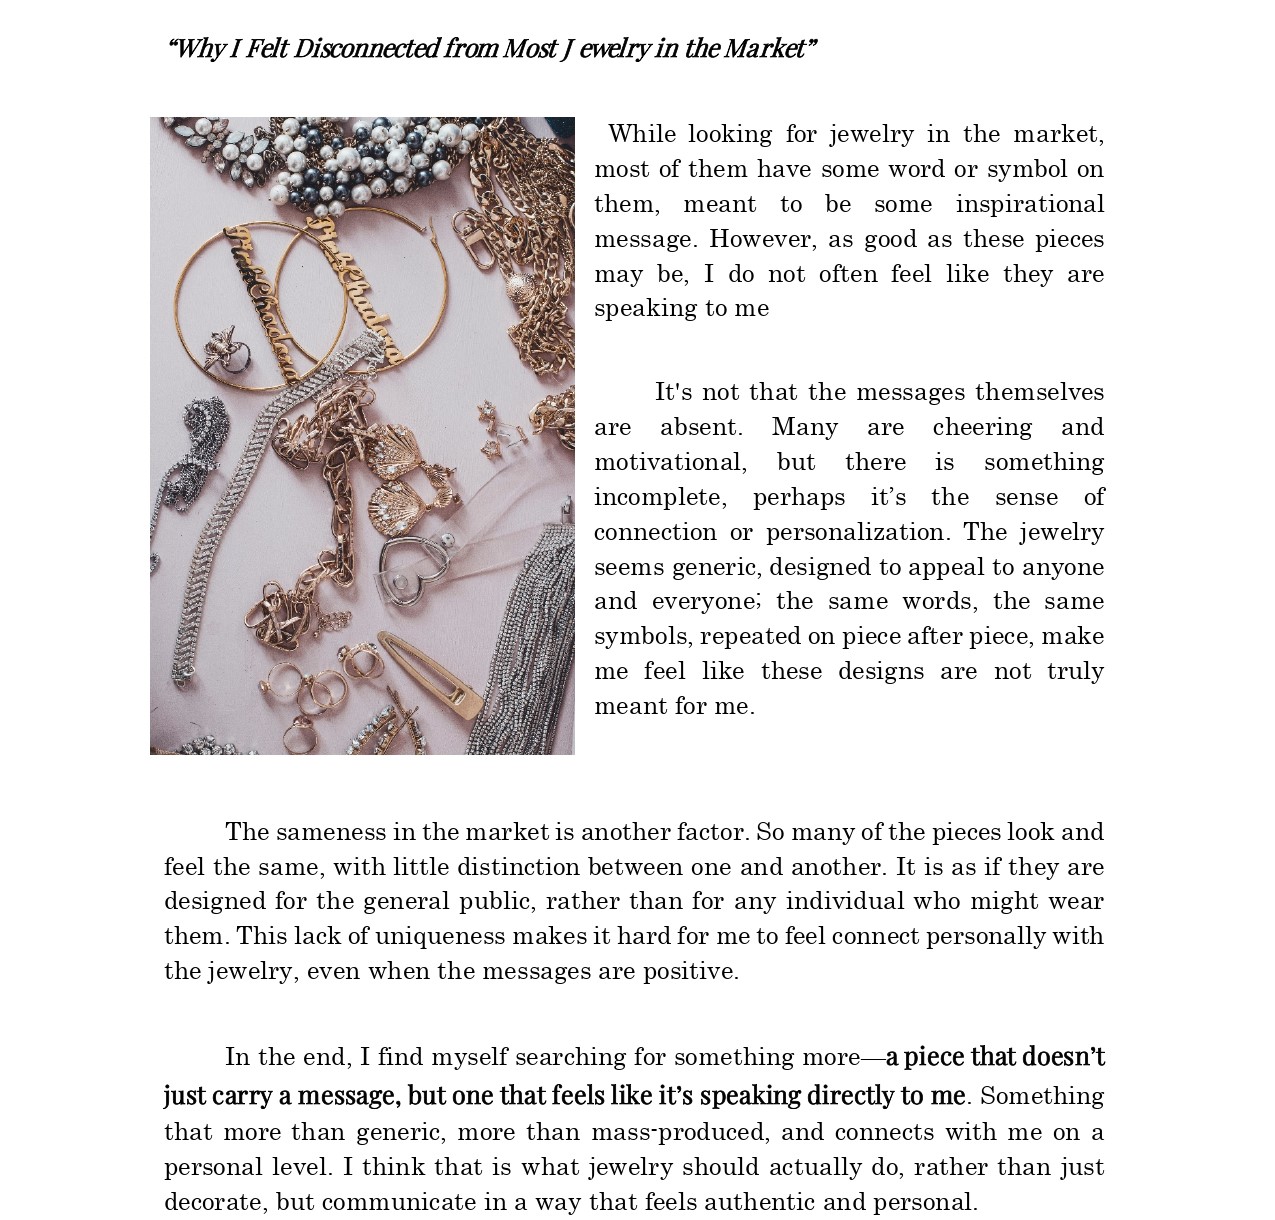 “Why I Felt Disconnected from Most J ewelry in the Market”
While looking for jewelry in the market,
most of them have some word or symbol on
them, meant to be some inspirational
message. However, as good as these pieces
may be, I do not often feel like they are
speaking to me
It's not that the messages themselves
are absent. Many are cheering and
motivational, but there is something
incomplete, perhaps it’s the sense of
connection or personalization. The jewelry
seems generic, designed to appeal to anyone
and everyone; the same words, the same
symbols, repeated on piece after piece, make
me feel like these designs are not truly
meant for me.
The sameness in the market is another factor. So many of the pieces look and
feel the same, with little distinction between one and another. It is as if they are
designed for the general public, rather than for any individual who might wear
them. This lack of uniqueness makes it hard for me to feel connect personally with
the jewelry, even when the messages are positive.
In the end, I find myself searching for something more—a piece that doesn’t
just carry a message, but one that feels like it’s speaking directly to me. Something
that more than generic, more than mass-produced, and connects with me on a
personal level. I think that is what jewelry should actually do, rather than just
decorate, but communicate in a way that feels authentic and personal.